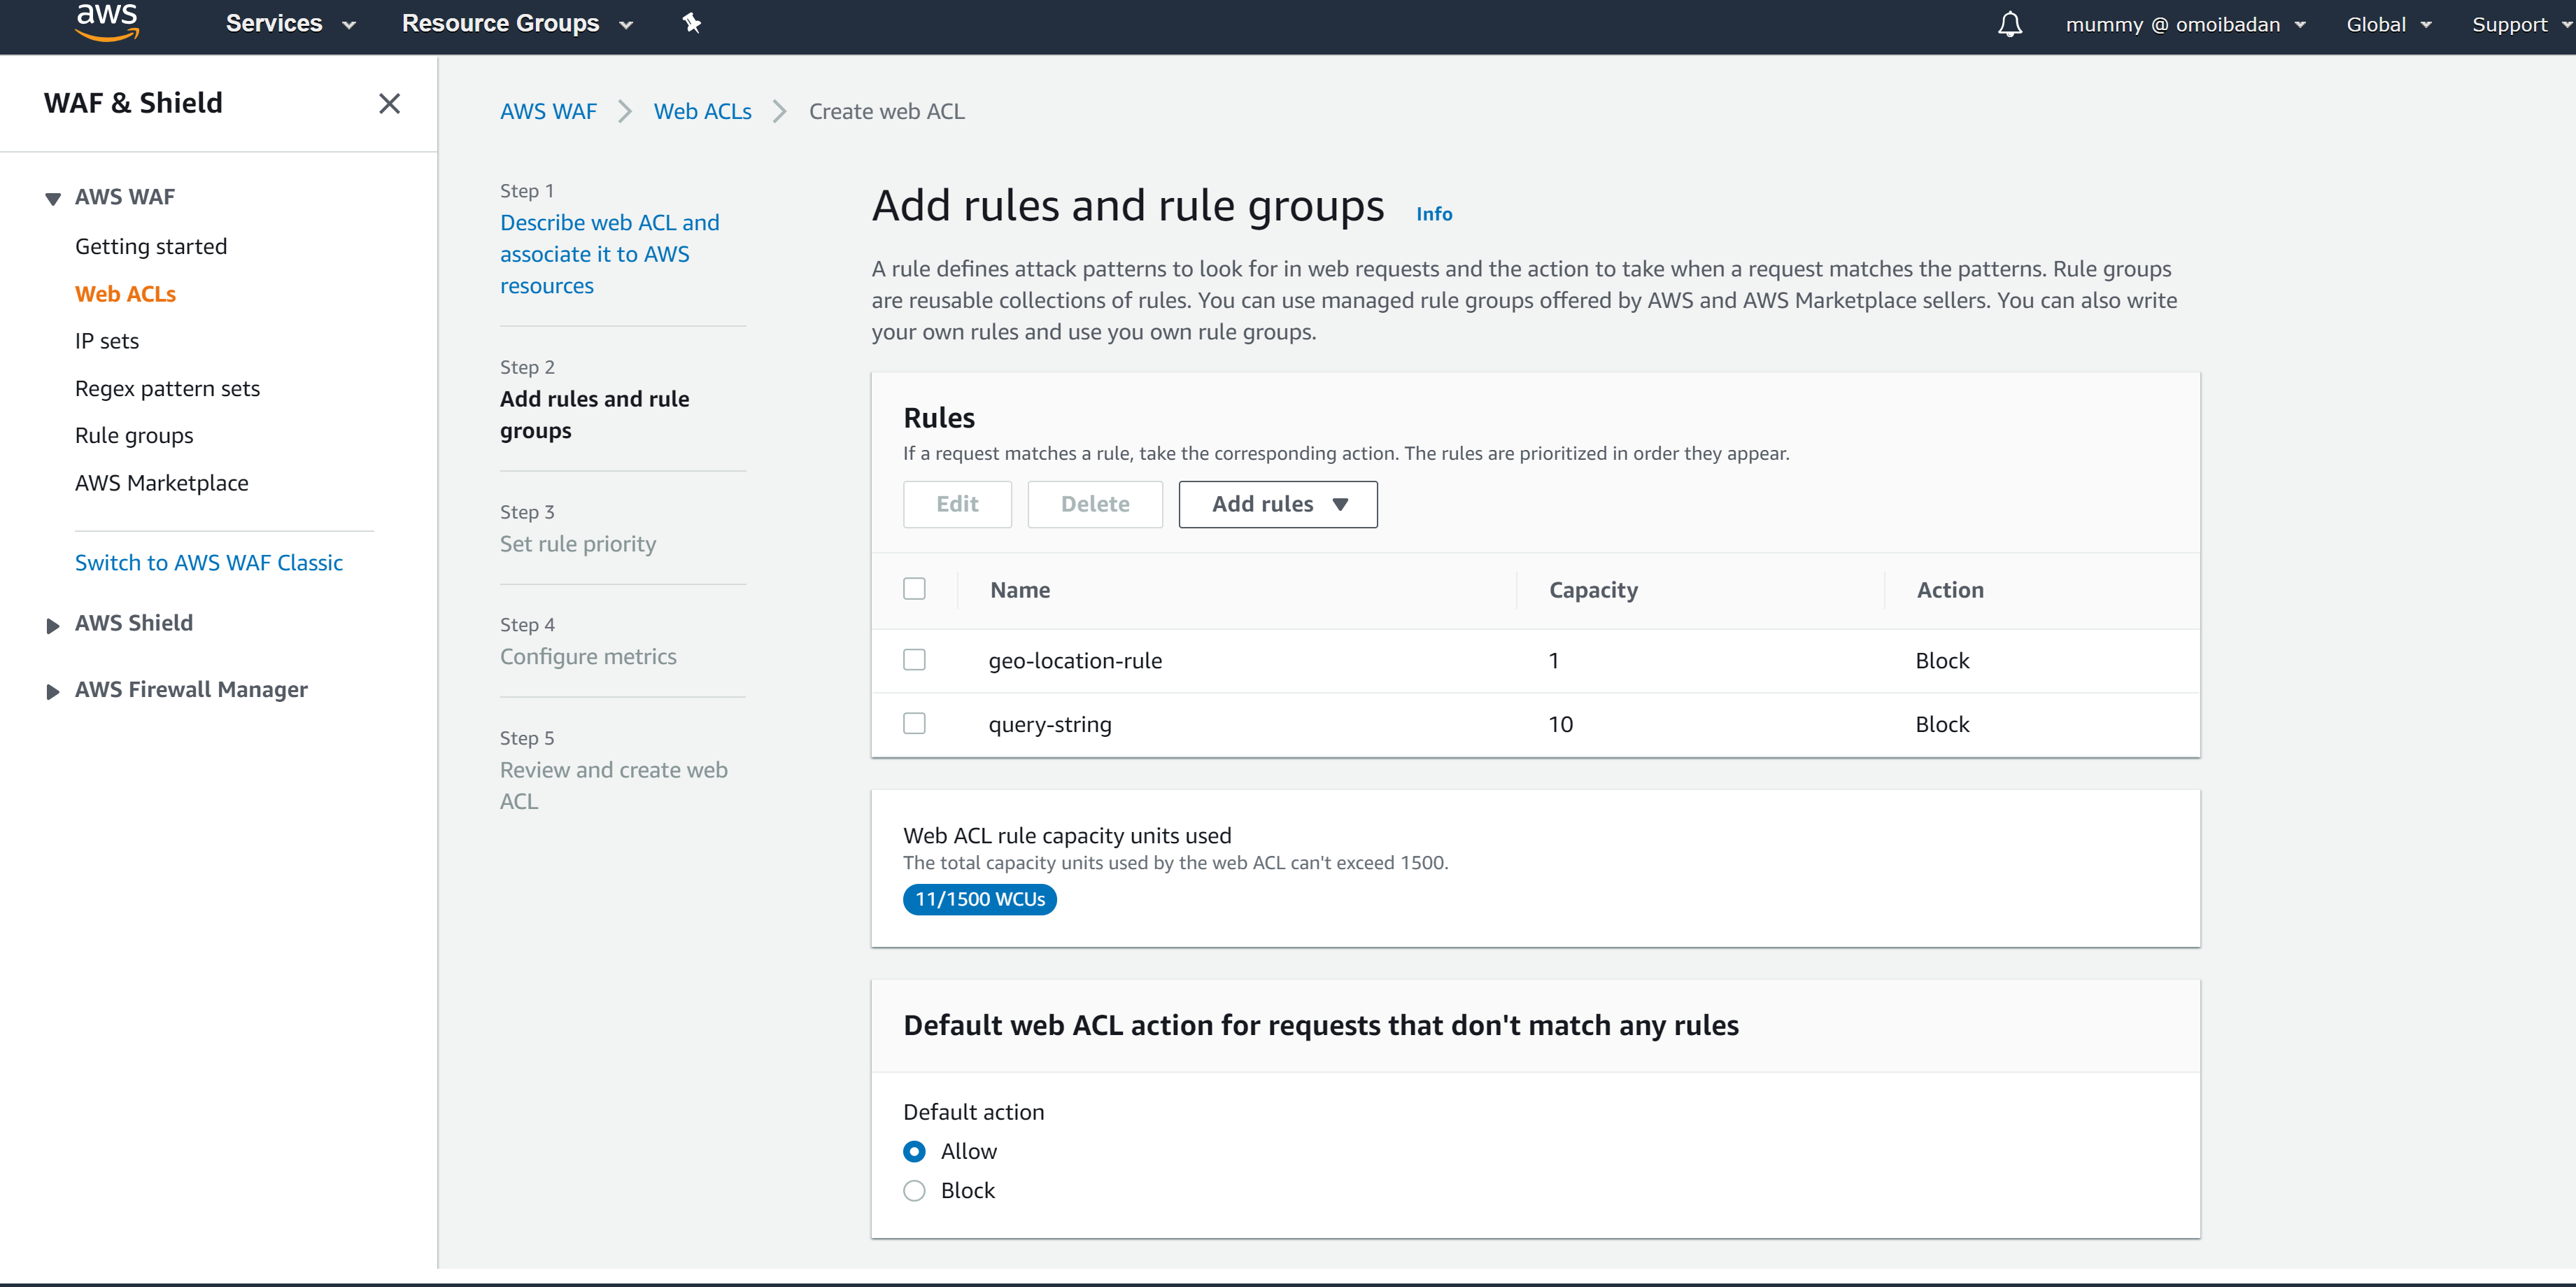 aws
Services
Resource Groups
mummy @ omoibadan
Global
Support
WAF & Shield
AWS WAF
Getting started
Web ACLs
IP sets
Regex pattern sets
Rule groups
AWS Marketplace
Switch to AWS WAF Classic
AWS Shield
AWS Firewall Manager
AWS WAF
Web ACLs
Create web ACL
Step 1
Describe web ACL and
associate it to AWS
resources
Step 2
Add rules and rule
groups
Step 3
Set rule priority
Step 4
Configure metrics
Step 5
Review and create web
ACL
Add rules and rule groups Info
A rule defines attack patterns to look for in web requests and the action to take when a request matches the patterns. Rule groups
are reusable collections of rules. You can use managed rule groups offered by AWS and AWS Marketplace sellers. You can also write
your own rules and use you own rule groups.
Rules
If a request matches a rule, take the corresponding action. The rules are prioritized in order they appear.
Edit Delete Add rules
Name Capacity Action
geo-location-rule 1 Block
query-string 10 Block
Web ACL rule capacity units used
The total capacity units used by the web ACL can't exceed 1500.
11/1500 WCUs
Default web ACL action for requests that don't match any rules
Default action
Allow
Block